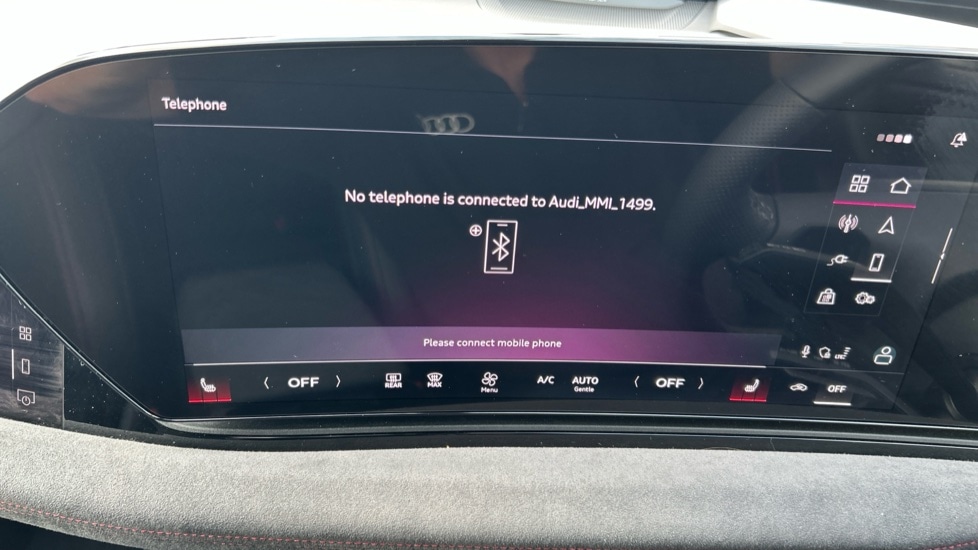 Telephone
No telephone is connected to Audi_MMI_1499.
Please connect mobile phone
LTE
OFF
REAR
MAX
Menu
A/C
AUTO
Gentle
OFF
OFF